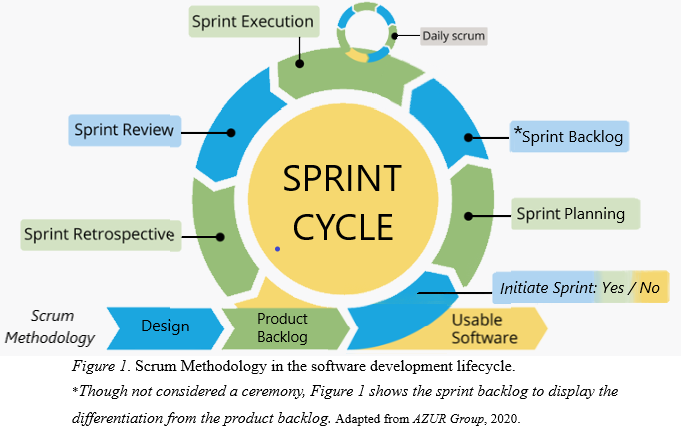 Sprint Execution
Daily scrum
Sprint Review
*Sprint Backlog
SPRINT
CYCLE
Sprint Planning
Sprint Retrospective
Initiate Sprint: Yes / No
Scrum
Methodology
Design
Product
Backlog
Usable
Software
Figure 1. Scrum Methodology in the software development lifecycle.
*Though not considered a ceremony, Figure 1 shows the sprint backlog to display the
differentiation from the product backlog. Adapted from AZUR Group, 2020.